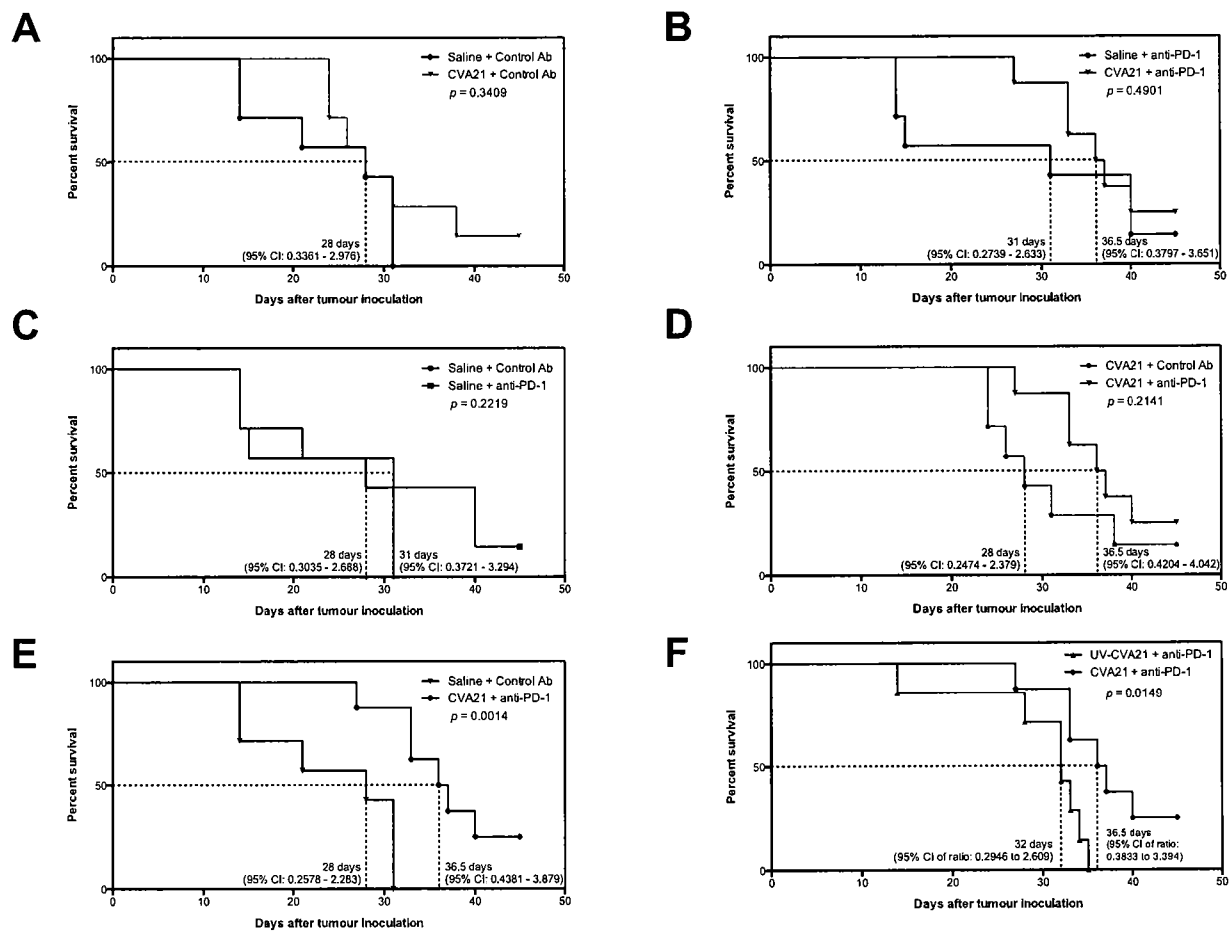 A
Percent survival
100
50
0
Saline + Control Ab
CVA21 + Control Ab
p = 0.3409
28 days
(95% CI: 0.3361 - 2.976)
0 10 20 30 40 50
Days after tumour inoculation
B
Percent survival
100
50
0
Saline + anti-PD-1
CVA21 + anti-PD-1
p = 0.4901
31 days
(95% CI: 0.2739 - 2.633)
36.5 days
(95% CI: 0.3797 - 3.651)
0 10 20 30 40 50
Days after tumour inoculation
C
Percent survival
100
50
0
Saline + Control Ab
Saline + anti-PD-1
p = 0.2219
28 days
(95% CI: 0.3035 - 2.688)
31 days
(95% CI: 0.3721 - 3.294)
0 10 20 30 40 50
Days after tumour inoculation
D
Percent survival
100
50
0
CVA21 + Control Ab
CVA21 + anti-PD-1
p = 0.2141
28 days
(95% CI: 0.2474 - 2.379)
36.5 days
(95% CI: 0.4204 - 4.042)
0 10 20 30 40 50
Days after tumour inoculation
E
Percent survival
100
50
0
Saline + Control Ab
CVA21 + anti-PD-1
p = 0.0014
28 days
(95% CI: 0.2578 - 2.283)
36.5 days
(95% CI: 0.4381 - 3.879)
0 10 20 30 40 50
Days after tumour inoculation
F
Percent survival
100
50
0
UV-CVA21 + anti-PD-1
CVA21 + anti-PD-1
p = 0.0149
32 days
(95% CI of ratio: 0.2946 to 2.609)
36.5 days
(95% CI of ratio:
0.3833 to 3.394)
0 10 20 30 40 50
Days after tumour inoculation